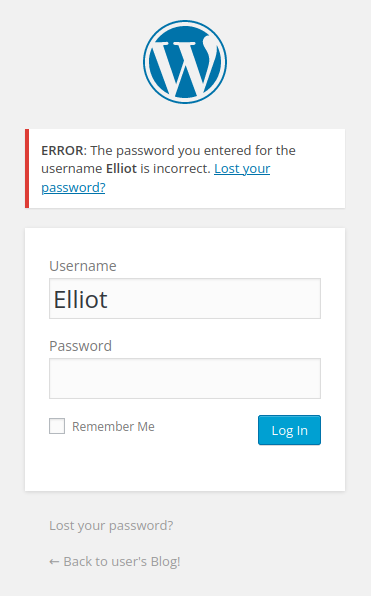 ERROR: The password you entered for the
username Elliot is incorrect. Lost your
password?
Username
Elliot
Password
Remember Me
Log In
Lost your password?
← Back to user's Blog!